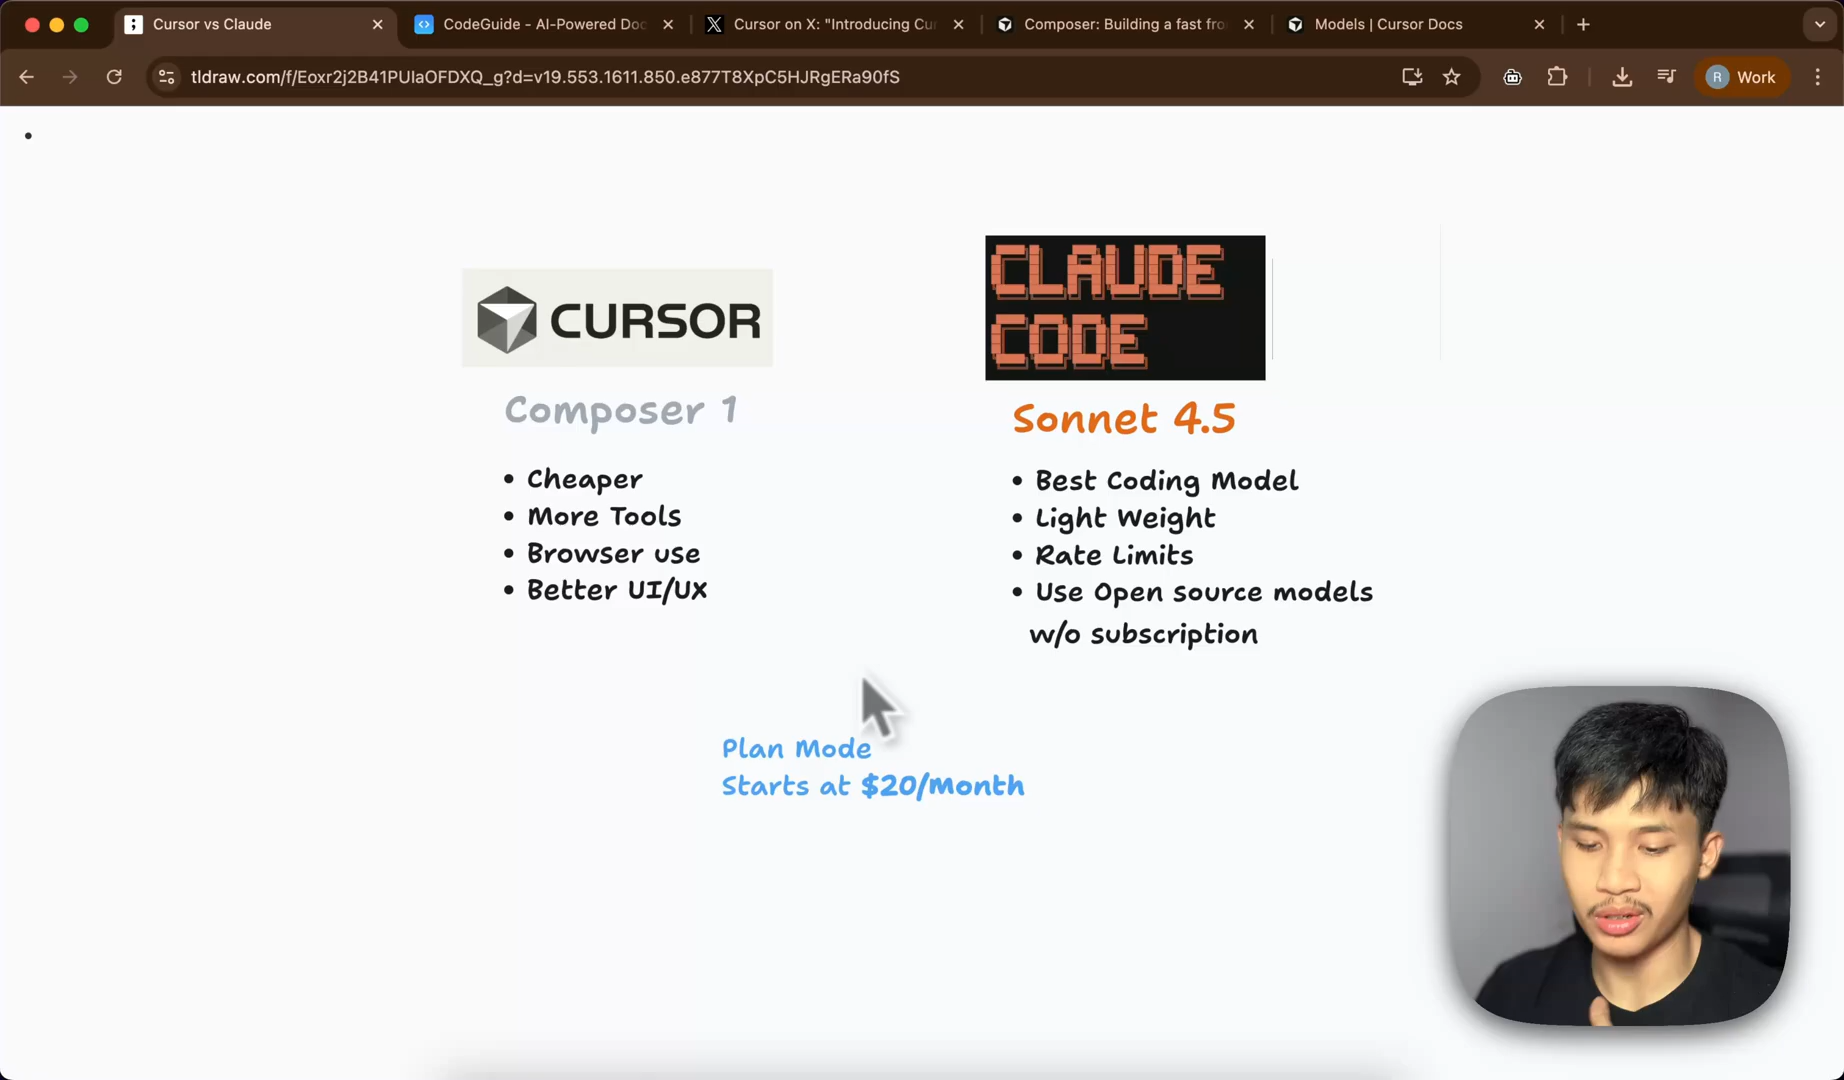 Cursor vs Claude
CodeGuide - AI-Powered Doc
Cursor on X: "Introducing Cur
Composer: Building a fast fro
Models | Cursor Docs
tldraw.com/f/Eoxr2j2B41PUIaOFDXQ_g?d=v19.553.1611.850.e877T8XpC5HJRgERa90fS
R Work
CURSOR
Composer 1
• Cheaper
• More Tools
• Browser use
• Better UI/UX
CLAUDE
CODE
Sonnet 4.5
• Best Coding Model
• Light Weight
• Rate Limits
• Use Open source models
w/o subscription
Plan Mode
Starts at $20/month